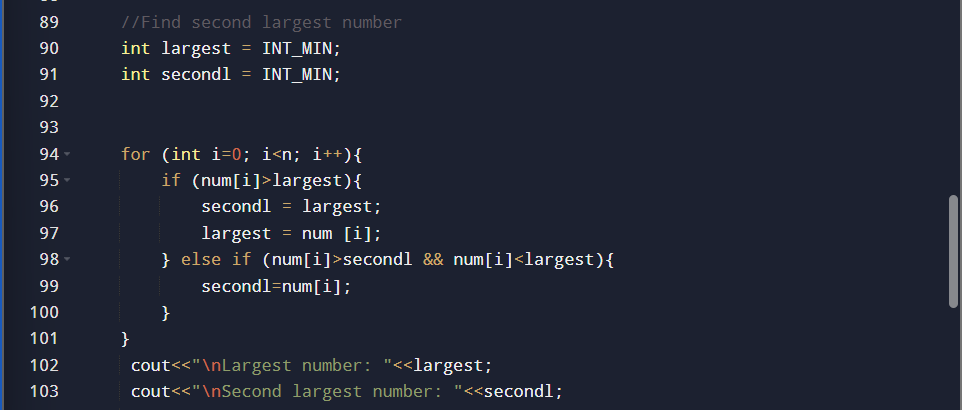 89 //Find second largest number
90 int largest = INT_MIN;
91 int secondl = INT_MIN;
92
93
94 for (int i=0; i<n; i++){
95 if (num[i]>largest){
96 secondl = largest;
97 largest = num [i];
98 } else if (num[i]>secondl && num[i]<largest){
99 secondl=num[i];
100 }
101 }
102 cout<<"\nLargest number: "<<largest;
103 cout<<"\nSecond largest number: "<<secondl;